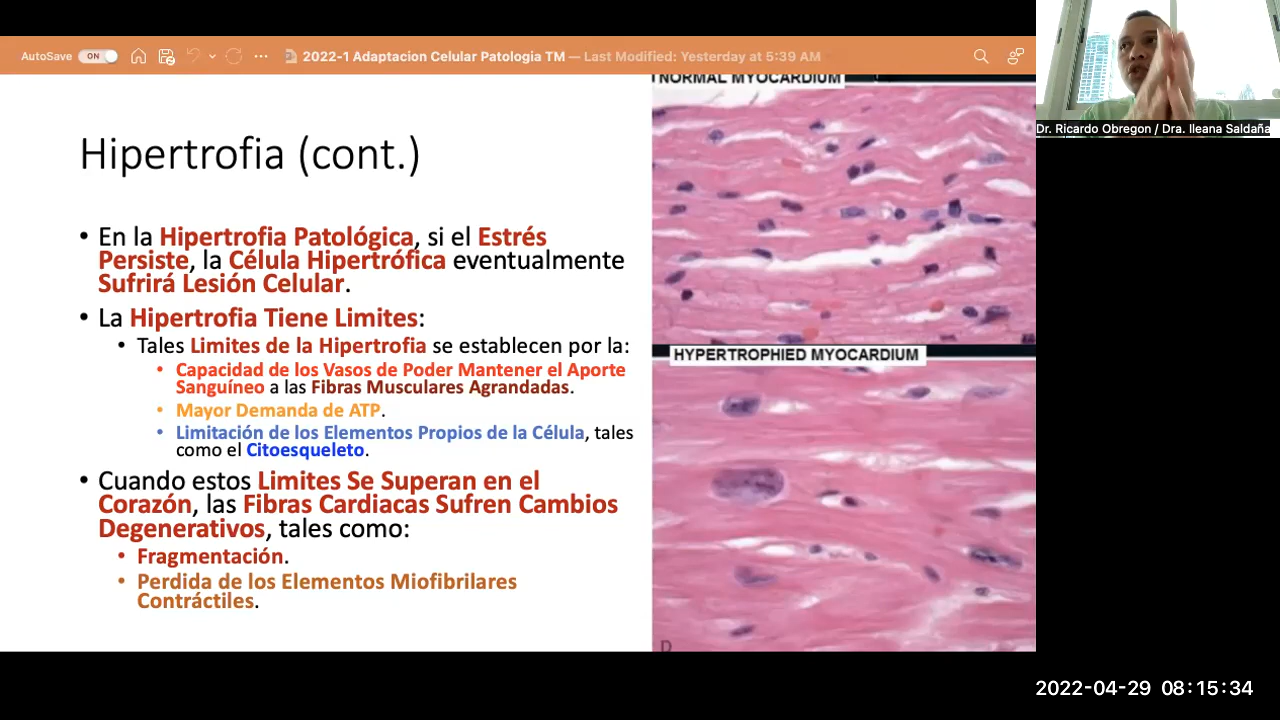 AutoSave ON ... 2022-1 Adaptacion Celular Patologia TM — Last Modified: Yesterday at 5:39 AM
Dr. Ricardo Obregon / Dra. Ileana Saldaña
NORMAL MYOCARDIUM
Hipertrofia (cont.)
• En la Hipertrofia Patológica, si el Estrés
Persiste, la Célula Hipertrófica eventualmente
Sufrirá Lesión Celular.
• La Hipertrofia Tiene Limites:
• Tales Limites de la Hipertrofia se establecen por la:
• Capacidad de los Vasos de Poder Mantener el Aporte
Sanguíneo a las Fibras Musculares Agrandadas.
• Mayor Demanda de ATP.
• Limitación de los Elementos Propios de la Célula, tales
como el Citoesqueleto.
• Cuando estos Limites Se Superan en el
Corazón, las Fibras Cardiacas Sufren Cambios
Degenerativos, tales como:
• Fragmentación.
• Perdida de los Elementos Miofibrilares
Contráctiles.
HYPERTROPHIED MYOCARDIUM
D
2022-04-29 08:15:34